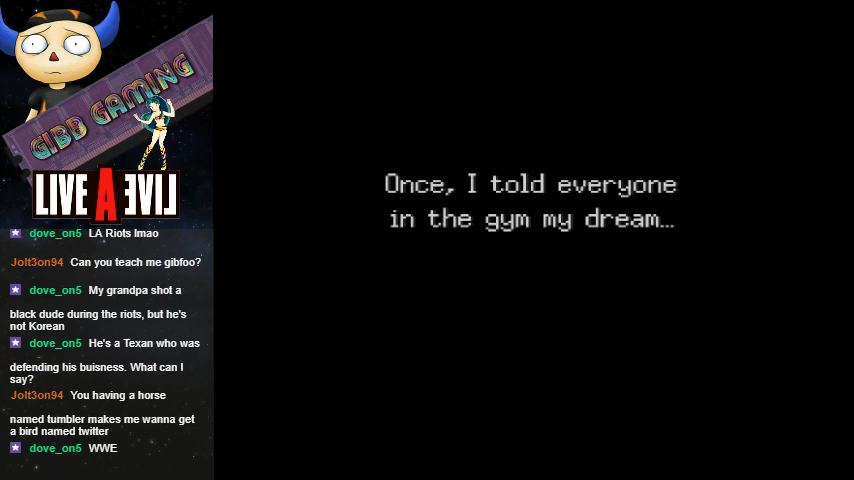 GIBB GAMING
LIVE A LIVE
dove_on5 LA Riots lmao
Jolt3on94 Can you teach me gibfoo?
dove_on5 My grandpa shot a
black dude during the riots, but he's
not Korean
dove_on5 He's a Texan who was
defending his buisness. What can I
say?
Jolt3on94 You having a horse
named tumbler makes me wanna get
a bird named twitter
dove_on5 WWE
Once, I told everyone
in the gym my dream…